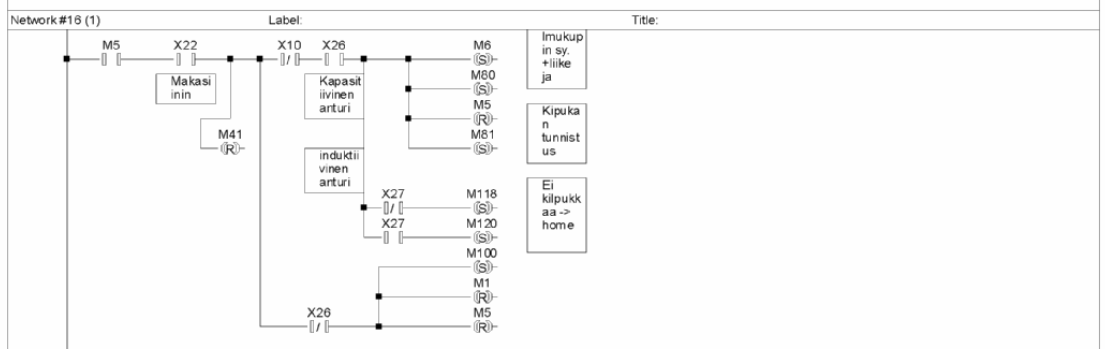 Network #16 (1) Label: Title:
M5 X22 X10 X26 M6
(S)
Imukup
in sy.
+liike
ja
Makasi
inin
Kapasit
iivinen
anturi
M80
(S)
M5
(R)
Kipuka
n
tunnist
us
M41
(R)
M81
(S)
induktii
vinen
anturi
X27 M118
(S)
Ei
kilpukk
aa ->
home
X27 M120
(S)
M100
(S)
M1
(R)
X26 M5
(R)